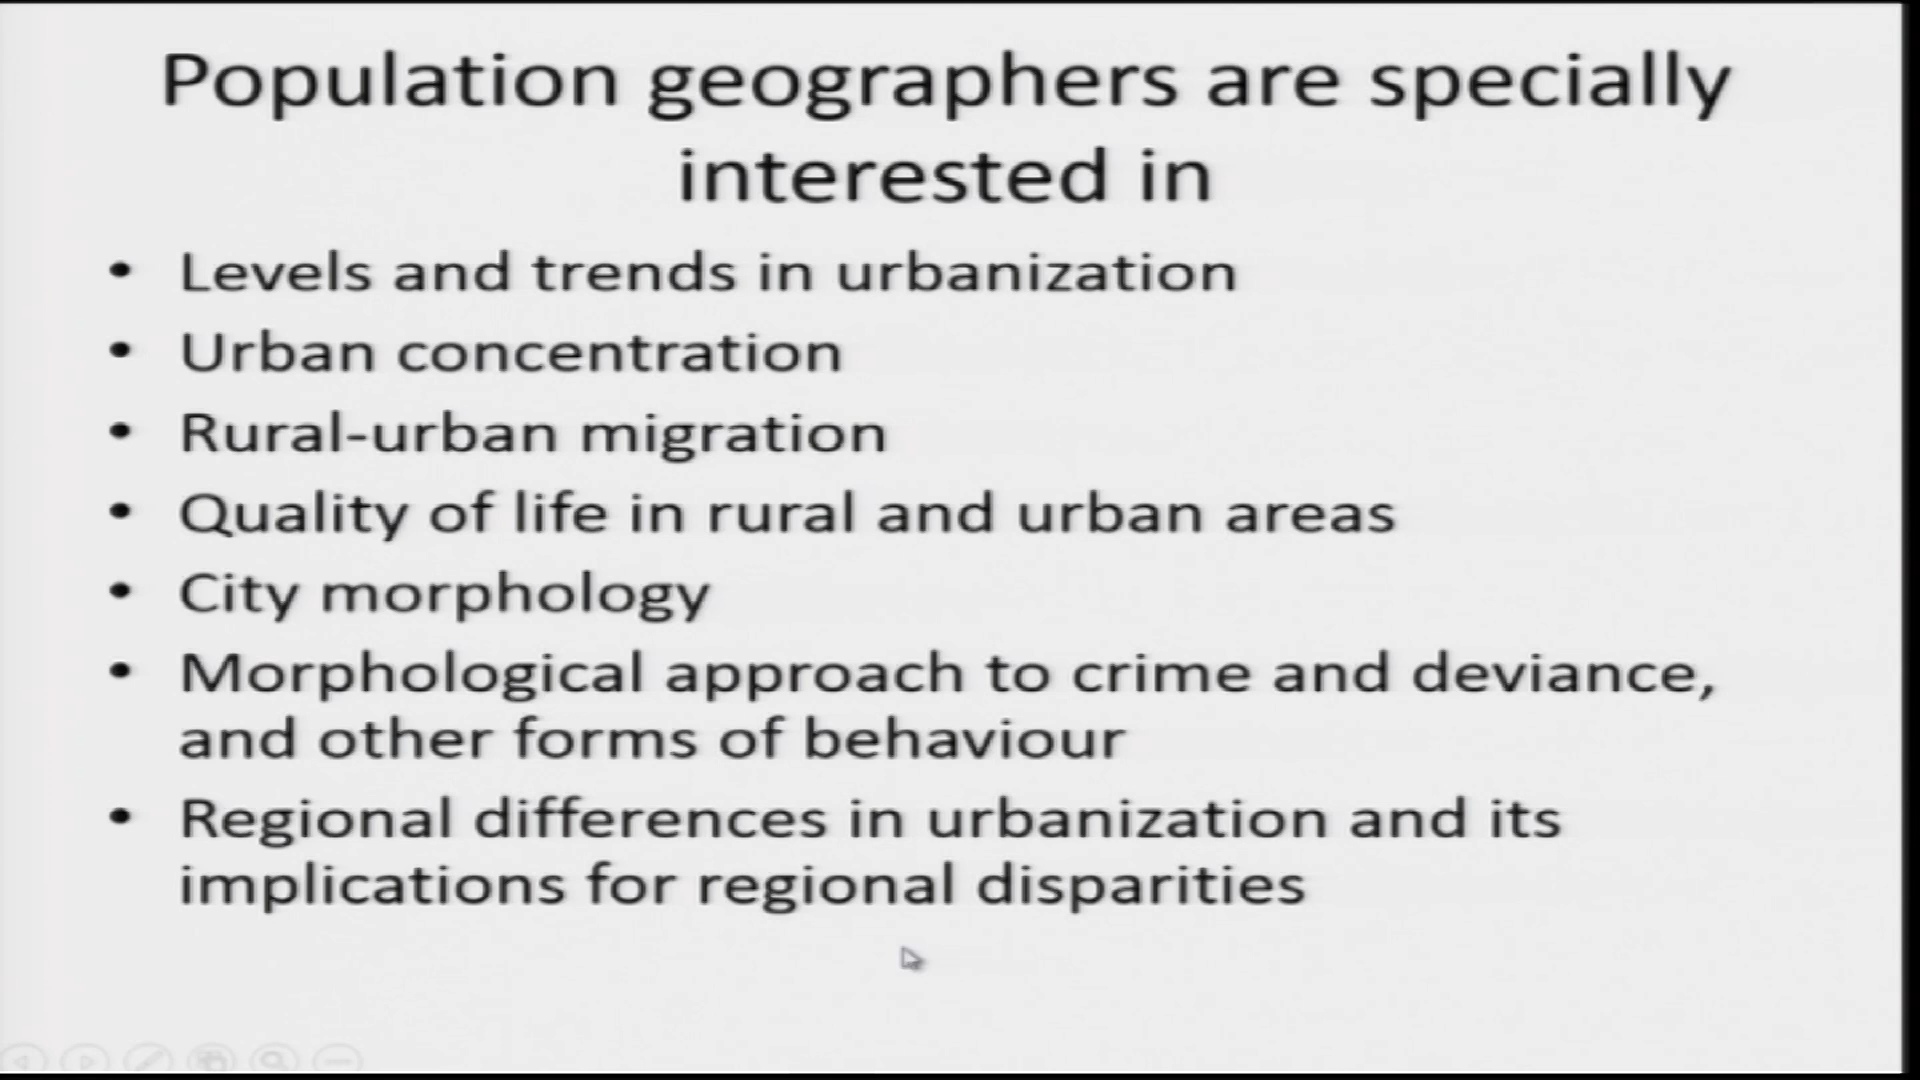 Population geographers are specially
interested in
• Levels and trends in urbanization
• Urban concentration
• Rural-urban migration
• Quality of life in rural and urban areas
• City morphology
• Morphological approach to crime and deviance,
and other forms of behaviour
• Regional differences in urbanization and its
implications for regional disparities